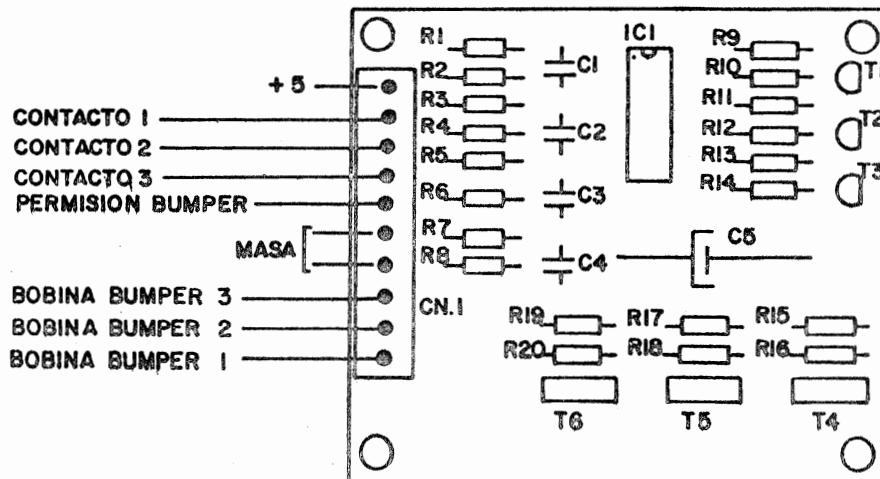 +5
CONTACTO 1
CONTACTO 2
CONTACTO 3
PERMISION BUMPER
MASA
BOBINA BUMPER 3
BOBINA BUMPER 2
BOBINA BUMPER 1
CN.1
R1
R2
R3
R4
R5
R6
R7
R8
C1
C2
C3
C4
IC1
R9
R10
R11
R12
R13
R14
T1
T2
T3
C5
R19 R17 R15
R20 R18 R16
T6 T5 T4